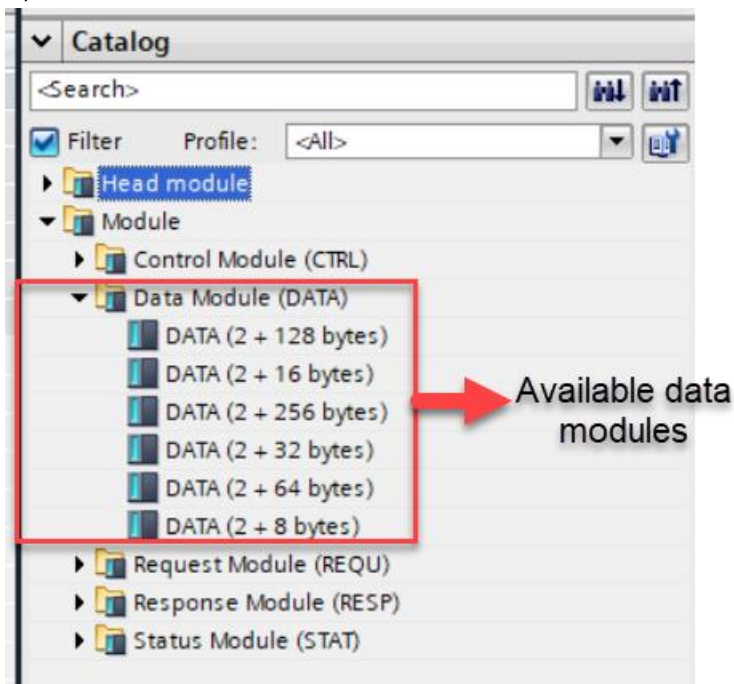 Catalog
<Search>
Filter Profile: <All>
Head module
Module
Control Module (CTRL)
Data Module (DATA)
DATA (2 + 128 bytes)
DATA (2 + 16 bytes)
DATA (2 + 256 bytes)
DATA (2 + 32 bytes)
DATA (2 + 64 bytes)
DATA (2 + 8 bytes)
Available data
modules
Request Module (REQU)
Response Module (RESP)
Status Module (STAT)